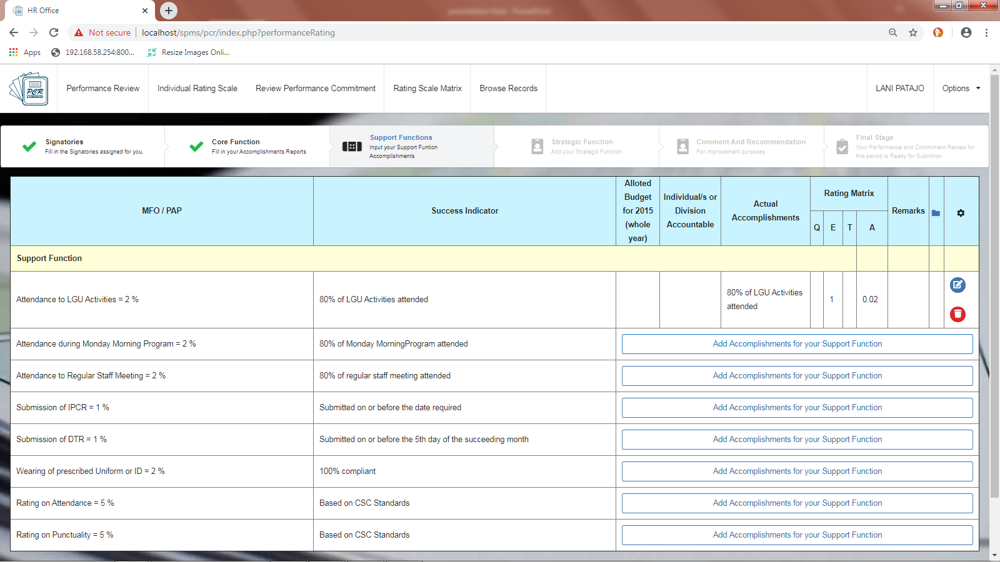 HR Office
Not secure
localhost/spms/pcr/index.php?performanceRating
Apps
192.168.58.254:800...
Resize Images Onli...
PCR
HRMO
Performance Review
Individual Rating Scale
Review Performance Commitment
Rating Scale Matrix
Browse Records
LANI PATAJO
Options
Signatories
Fill in the Signatories assigned for you.
Core Function
Fill in your Accomplishments Reports
Support Functions
Input your Support Funtion
Accomplishments
Strategic Function
Add your Strategic Function
Comment And Recommendation
For improvement purposes
Final Stage
Your Performance and Commiment Review for
this period is Ready for Submition
MFO / PAP
Success Indicator
Alloted
Budget
for 2015
(whole
year)
Individual/s or
Division
Accountable
Actual
Accomplishments
Rating Matrix
Q E T A
Remarks
Support Function
Attendance to LGU Activities = 2 %
80% of LGU Activities attended
80% of LGU Activities
attended
1
0.02
Attendance during Monday Morning Program = 2 %
80% of Monday MorningProgram attended
Add Accomplishments for your Support Function
Attendance to Regular Staff Meeting = 2 %
80% of regular staff meeting attended
Add Accomplishments for your Support Function
Submission of IPCR = 1 %
Submitted on or before the date required
Add Accomplishments for your Support Function
Submission of DTR = 1 %
Submitted on or before the 5th day of the succeeding month
Add Accomplishments for your Support Function
Wearing of prescribed Uniform or ID = 2 %
100% compliant
Add Accomplishments for your Support Function
Rating on Attendance = 5 %
Based on CSC Standards
Add Accomplishments for your Support Function
Rating on Punctuality = 5 %
Based on CSC Standards
Add Accomplishments for your Support Function